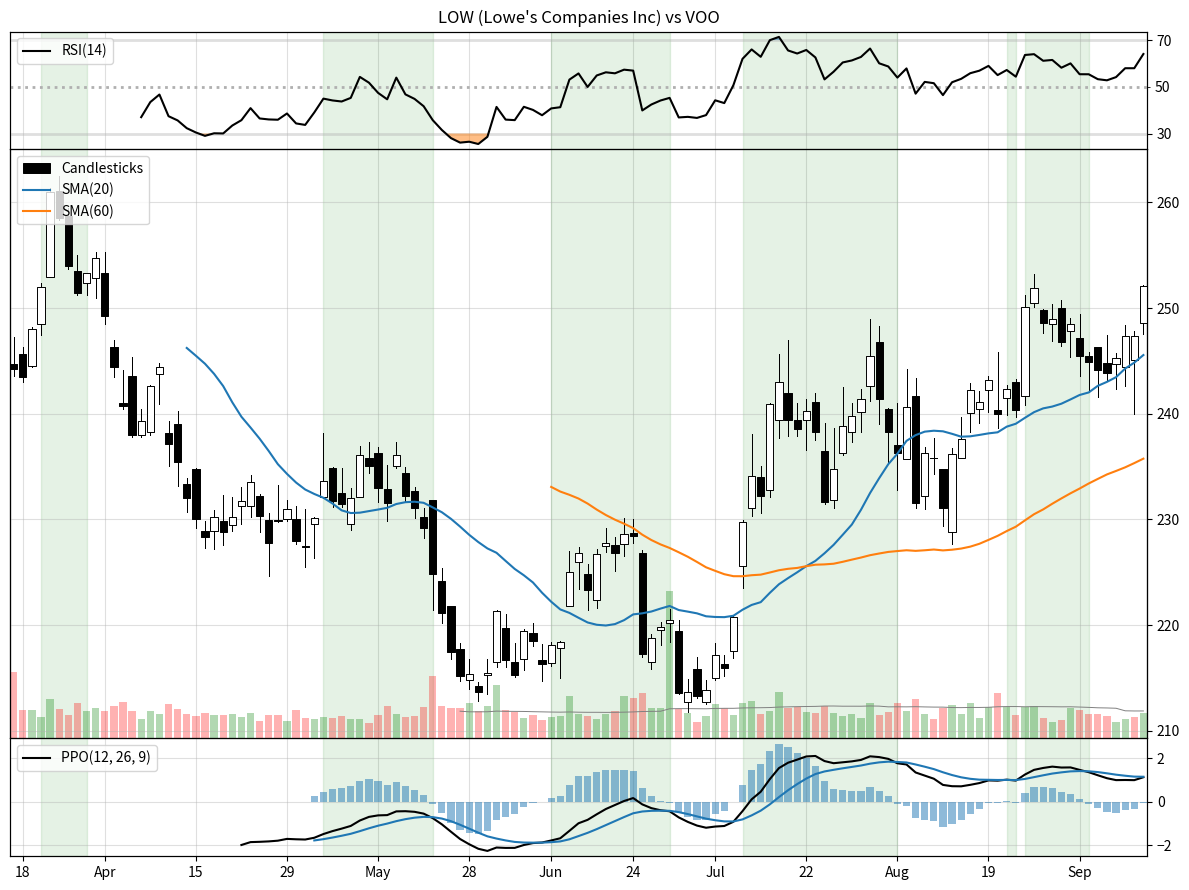 LOW (Lowe's Companies Inc) vs VOO
RSI(14)
70
50
30
Candlesticks
SMA(20)
SMA(60)
260
250
240
230
220
210
PPO(12, 26, 9)
2
0
−2
18 Apr 15 29 May 28 Jun 24 Jul 22 Aug 19 Sep